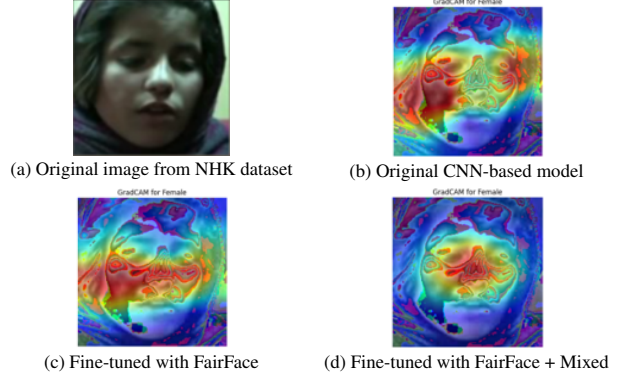 GradCAM for Female
(a) Original image from NHK dataset
(b) Original CNN-based model
GradCAM for Female
GradCAM for Female
(c) Fine-tuned with FairFace
(d) Fine-tuned with FairFace + Mixed